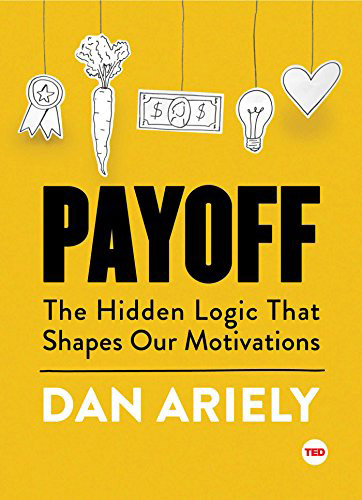 $ $
PAYOFF
The Hidden Logic That
Shapes Our Motivations
DAN ARIELY
TED